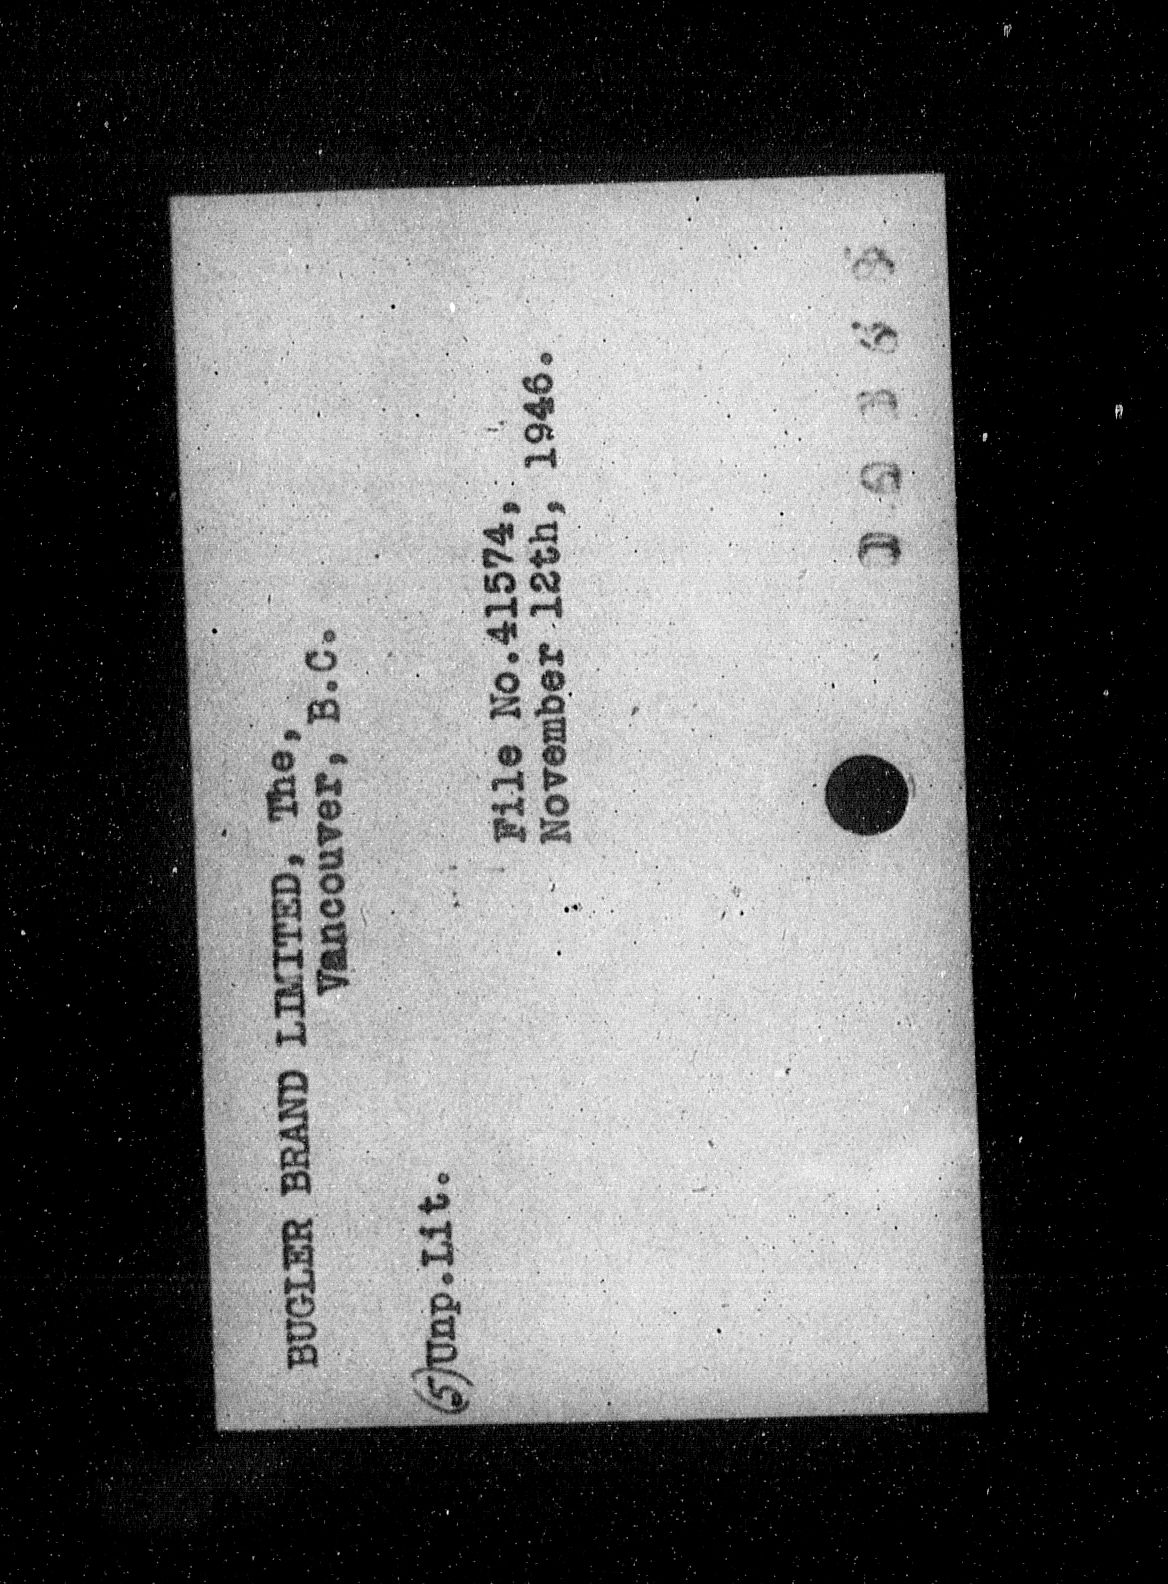 BUGLER BRAND LIMITED, The,
Vancouver, B.C.
(5)Unp.Lit.
File No.41574,
November 12th, 1946.